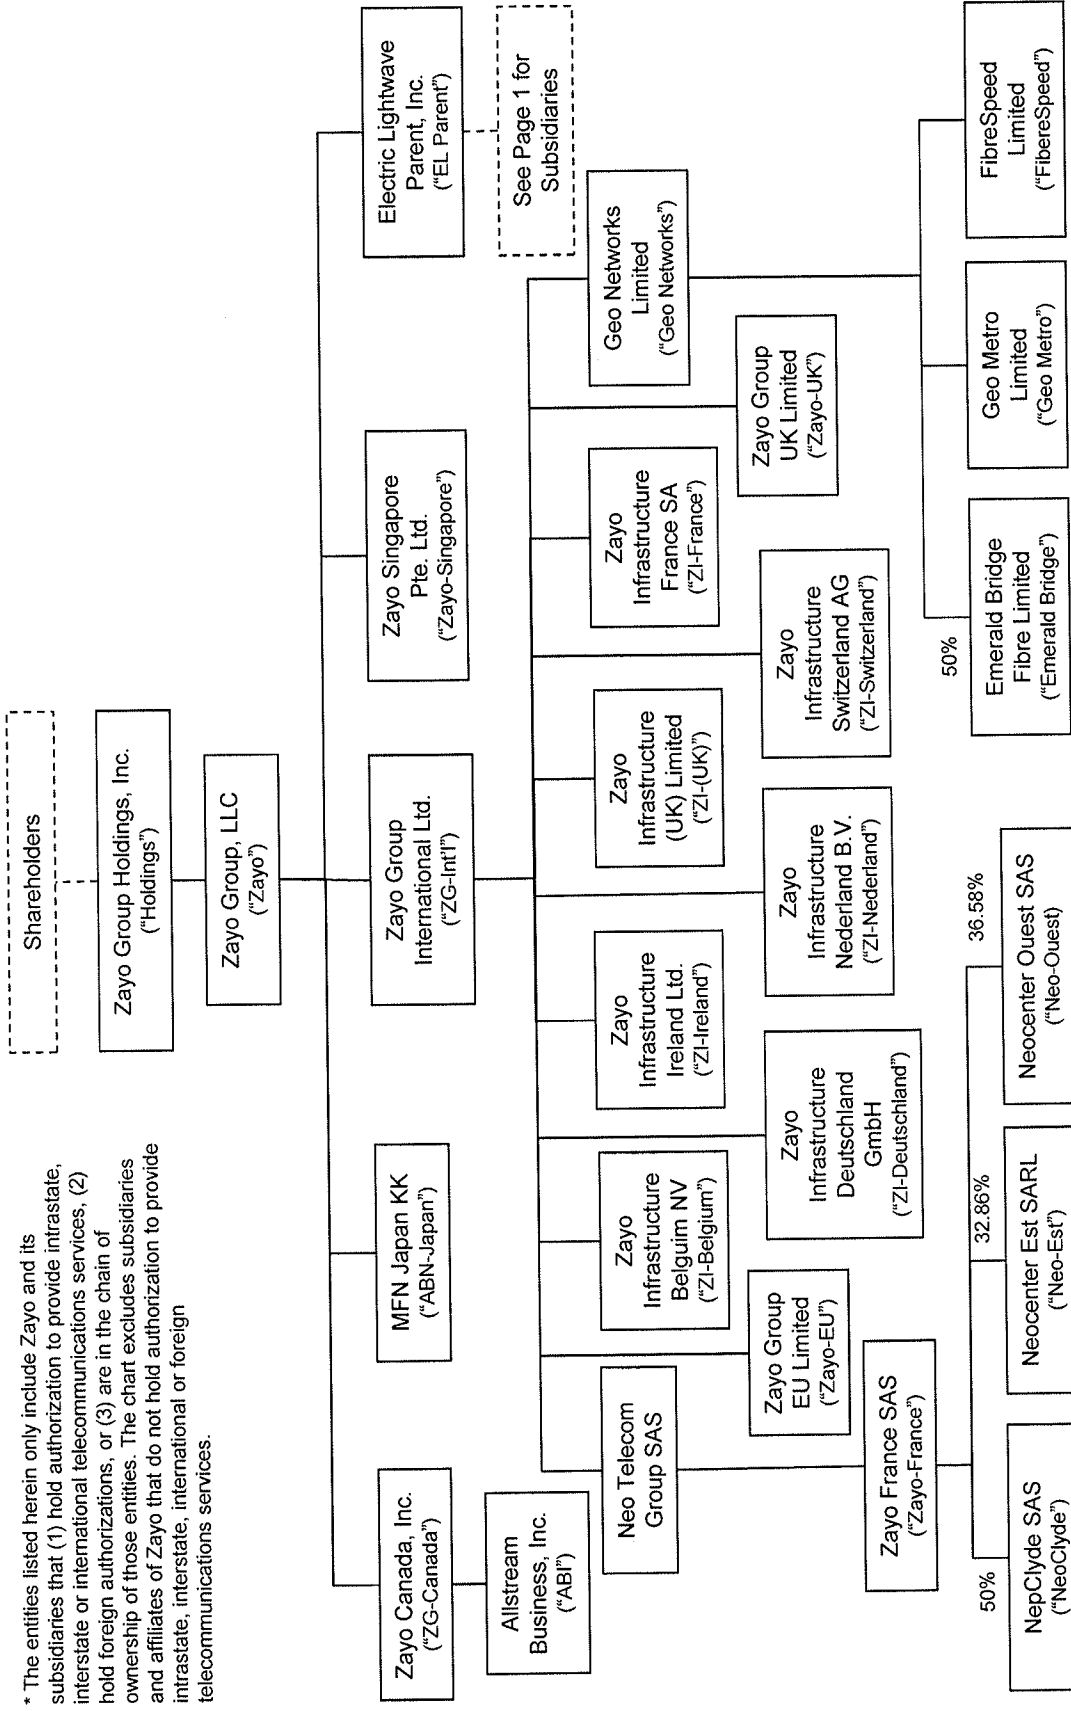 * The entities listed herein only include Zayo and its
subsidiaries that (1) hold authorization to provide intrastate,
interstate or international telecommunications services, (2)
hold foreign authorizations, or (3) are in the chain of
ownership of those entities. The chart excludes subsidiaries
and affiliates of Zayo that do not hold authorization to provide
intrastate, interstate, international or foreign
telecommunications services.
Shareholders
Zayo Group Holdings, Inc.
("Holdings")
Zayo Group, LLC
("Zayo")
Zayo Canada, Inc.
("ZG-Canada")
MFN Japan KK
("ABN-Japan")
Zayo Group
International Ltd.
("ZG-Int'l")
Zayo Singapore
Pte. Ltd.
("Zayo-Singapore")
Electric Lightwave
Parent, Inc.
("EL Parent")
Allstream
Business, Inc.
("ABI")
See Page 1 for
Subsidiaries
Neo Telecom
Group SAS
Zayo
Infrastructure
Belguim NV
("ZI-Belgium")
Zayo
Infrastructure
Ireland Ltd.
("ZI-Ireland")
Zayo
Infrastructure
(UK) Limited
("ZI-(UK)")
Zayo
Infrastructure
France SA
("ZI-France")
Geo Networks
Limited
("Geo Networks")
Zayo Group
EU Limited
("Zayo-EU")
Zayo
Infrastructure
Deutschland
GmbH
("ZI-Deutschland")
Zayo
Infrastructure
Nederland B.V.
("ZI-Nederland")
Zayo
Infrastructure
Switzerland AG
("ZI-Switzerland")
Zayo Group
UK Limited
("Zayo-UK")
Zayo France SAS
("Zayo-France")
50%
32.86%
36.58%
50%
NepClyde SAS
("NeoClyde")
Neocenter Est SARL
("Neo-Est")
Neocenter Ouest SAS
("Neo-Ouest)
Emerald Bridge
Fibre Limited
("Emerald Bridge")
Geo Metro
Limited
("Geo Metro")
FibreSpeed
Limited
("FibereSpeed")